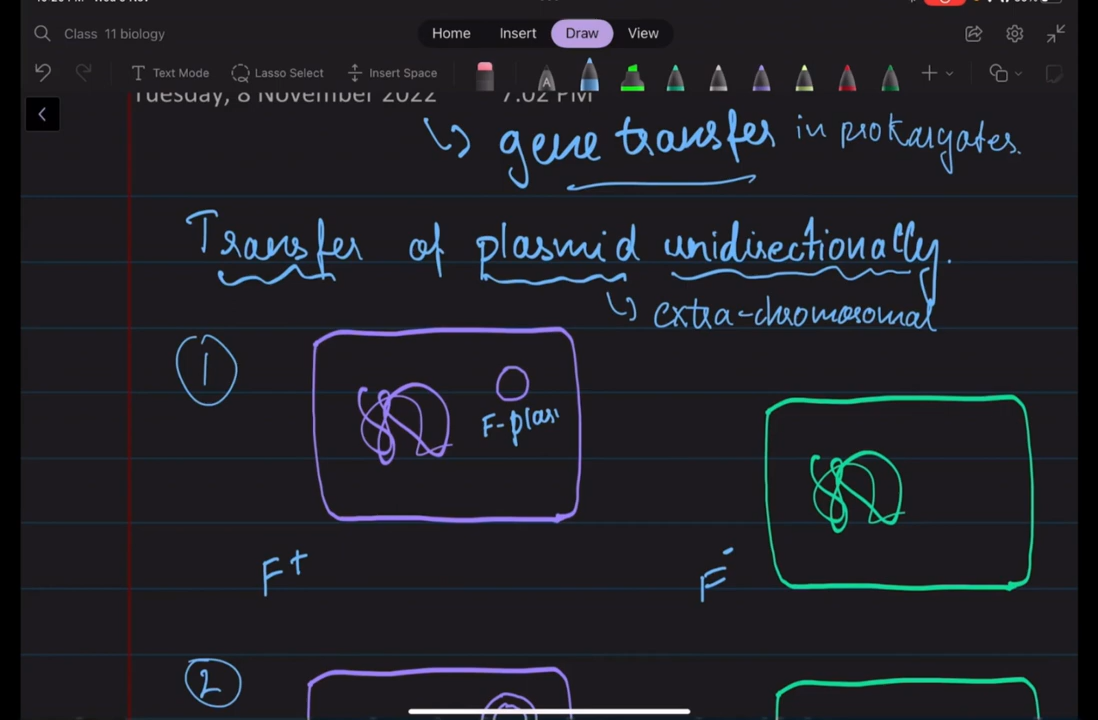 Class 11 biology
Home Insert Draw View
Text Mode Lasso Select Insert Space
Tuesday, 8 November 2022 7:02 PM
↳ gene transfer in prokaryates.
Transfer of plasmid unidirectionally.
↳ extra-chromosomal
1
F-plas
F+
F-
2